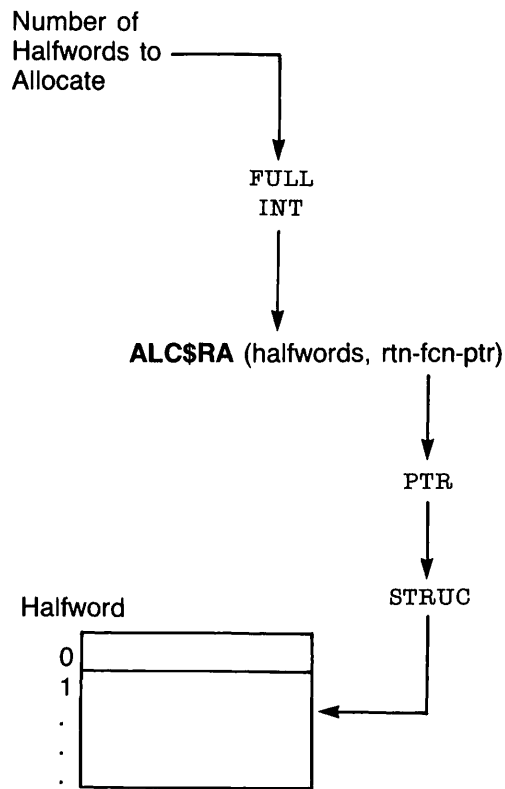 Number of
Halfwords to
Allocate
FULL
INT
ALC$RA (halfwords, rtn-fcn-ptr)
PTR
STRUC
Halfword
0
1
.
.
.